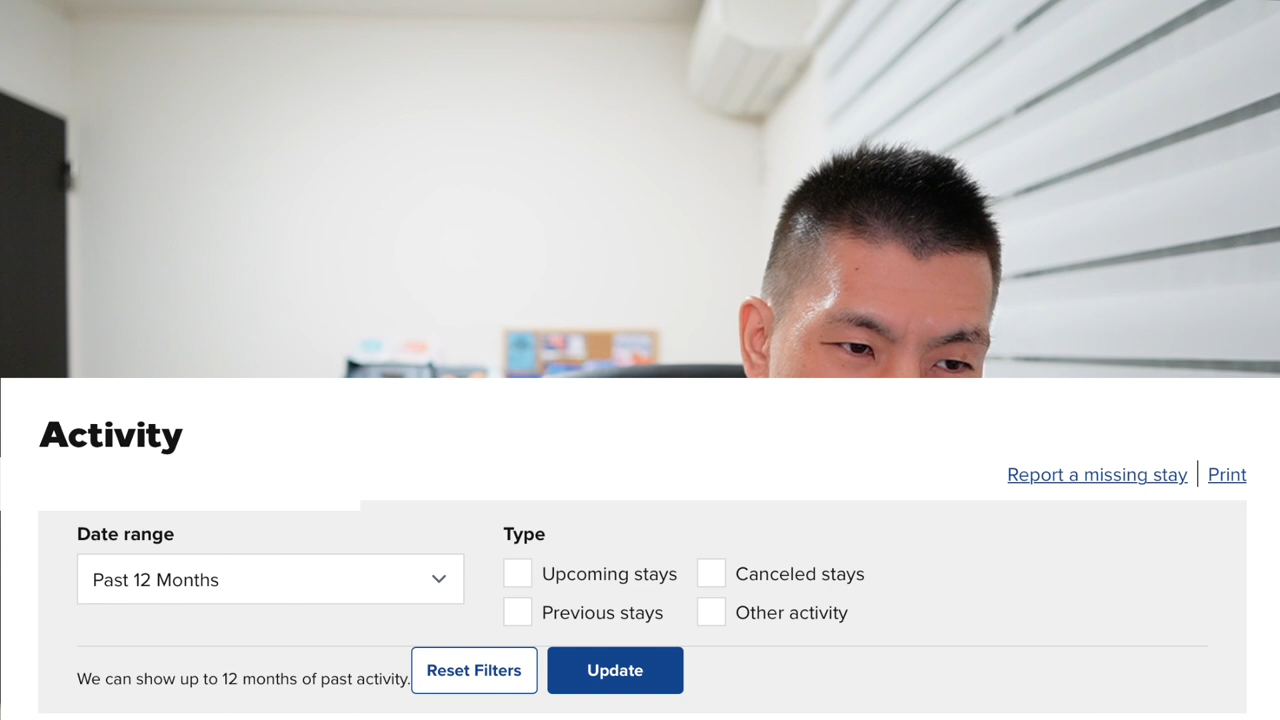 Activity
Report a missing stay Print
Date range Type
Past 12 Months
Upcoming stays Canceled stays
Previous stays Other activity
We can show up to 12 months of past activity. Reset Filters Update